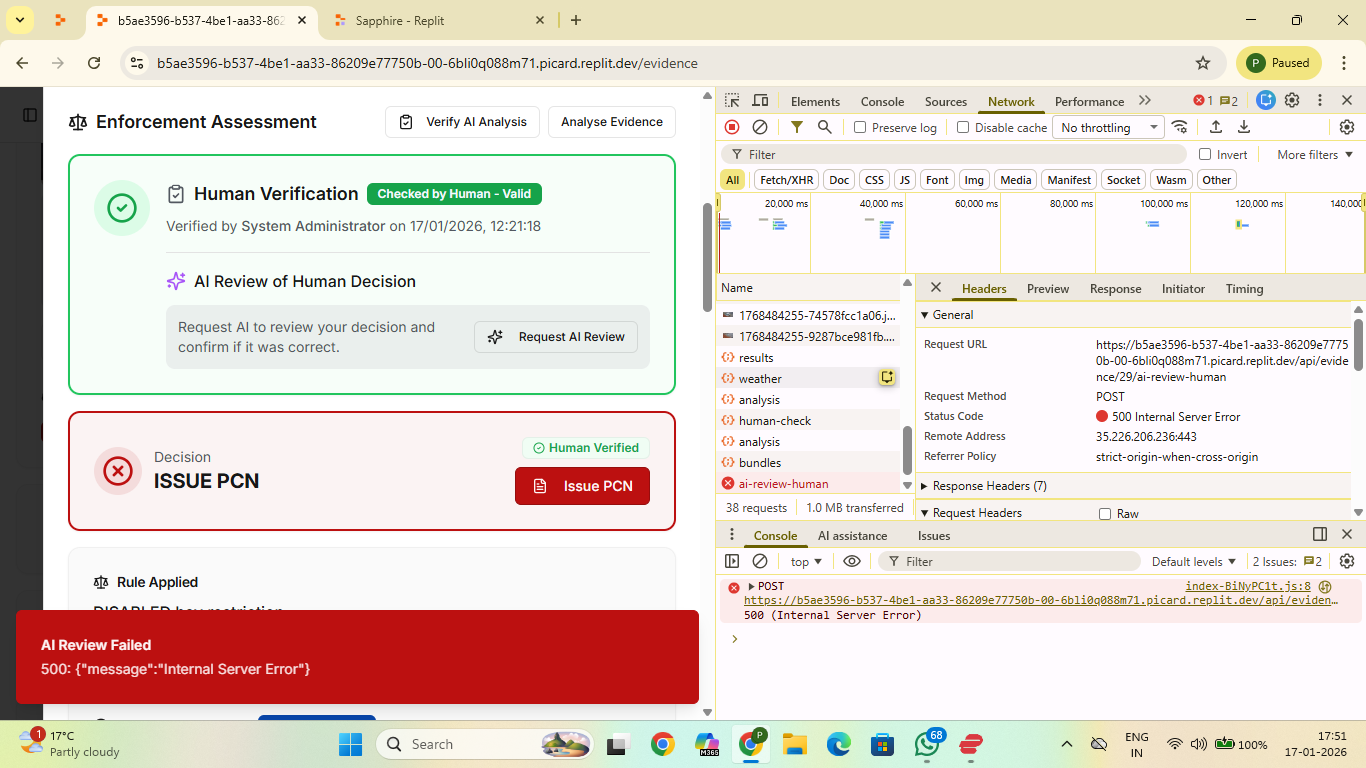 b5ae3596-b537-4be1-aa33-862
Sapphire - Replit
b5ae3596-b537-4be1-aa33-86209e77750b-00-6bli0q088m71.picard.replit.dev/evidence
P
Paused
Enforcement Assessment
Verify AI Analysis
Analyse Evidence
Human Verification
Checked by Human - Valid
Verified by System Administrator on 17/01/2026, 12:21:18
AI Review of Human Decision
Request AI to review your decision and
confirm if it was correct.
Request AI Review
Decision
ISSUE PCN
Human Verified
Issue PCN
Rule Applied
AI Review Failed
500: {"message":"Internal Server Error"}
Elements
Console
Sources
Network
Performance
1
2
Preserve log
Disable cache
No throttling
Filter
Invert
More filters
All
Fetch/XHR
Doc
CSS
JS
Font
Img
Media
Manifest
Socket
Wasm
Other
20,000 ms
40,000 ms
60,000 ms
80,000 ms
100,000 ms
120,000 ms
140,000
Name
1768484255-74578fcc1a06.j...
1768484255-9287bce981fb....
results
weather
analysis
human-check
analysis
bundles
ai-review-human
38 requests
1.0 MB transferred
Headers
Preview
Response
Initiator
Timing
General
Request URL
https://b5ae3596-b537-4be1-aa33-86209e7775
0b-00-6bli0q088m71.picard.replit.dev/api/evide
nce/29/ai-review-human
Request Method
POST
Status Code
500 Internal Server Error
Remote Address
35.226.206.236:443
Referrer Policy
strict-origin-when-cross-origin
Response Headers (7)
Request Headers
Raw
Console
AI assistance
Issues
top
Filter
Default levels
2 Issues:
2
POST
index-BiNyPC1t.js:8
https://b5ae3596-b537-4be1-aa33-86209e77750b-00-6bli0q088m71.picard.replit.dev/api/eviden…
500 (Internal Server Error)
1
17°C
Partly cloudy
Search
M365
P
68
ENG
IN
100%
17:51
17-01-2026